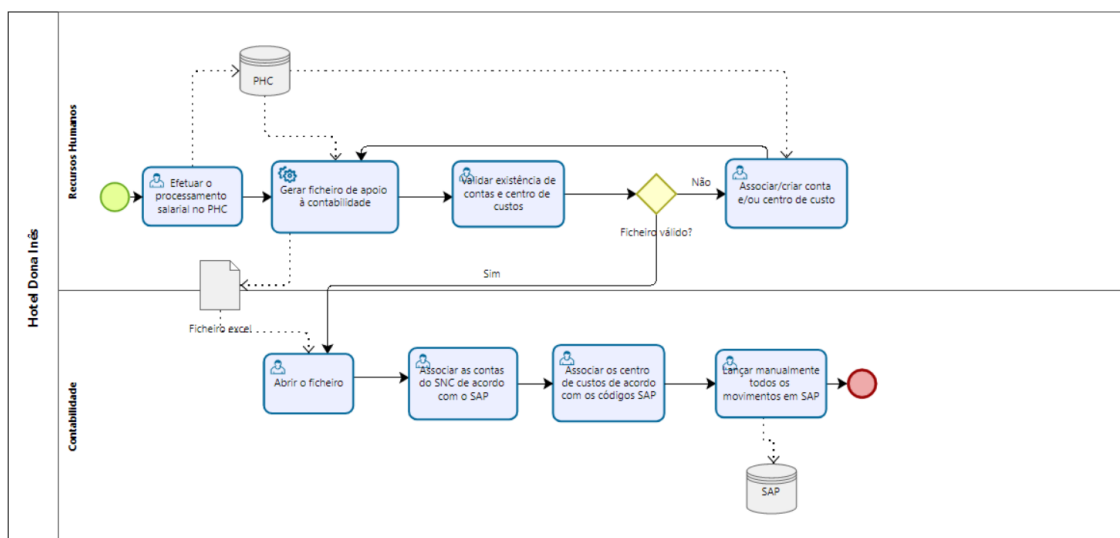 Hotel Dona Inês
Recursos Humanos
PHC
Efetuar o
processamento
salarial no PHC
Gerar ficheiro de apoio
à contabilidade
Validar existência de
contas e centro de
custos
Ficheiro válido?
Não
Associar/criar conta
e/ou centro de custo
Sim
Ficheiro excel
Contabilidade
Abrir o ficheiro
Associar as contas
do SNC de acordo
com o SAP
Associar os centro
de custos de acordo
com os códigos SAP
Lançar manualmente
todos os
movimentos em SAP
SAP